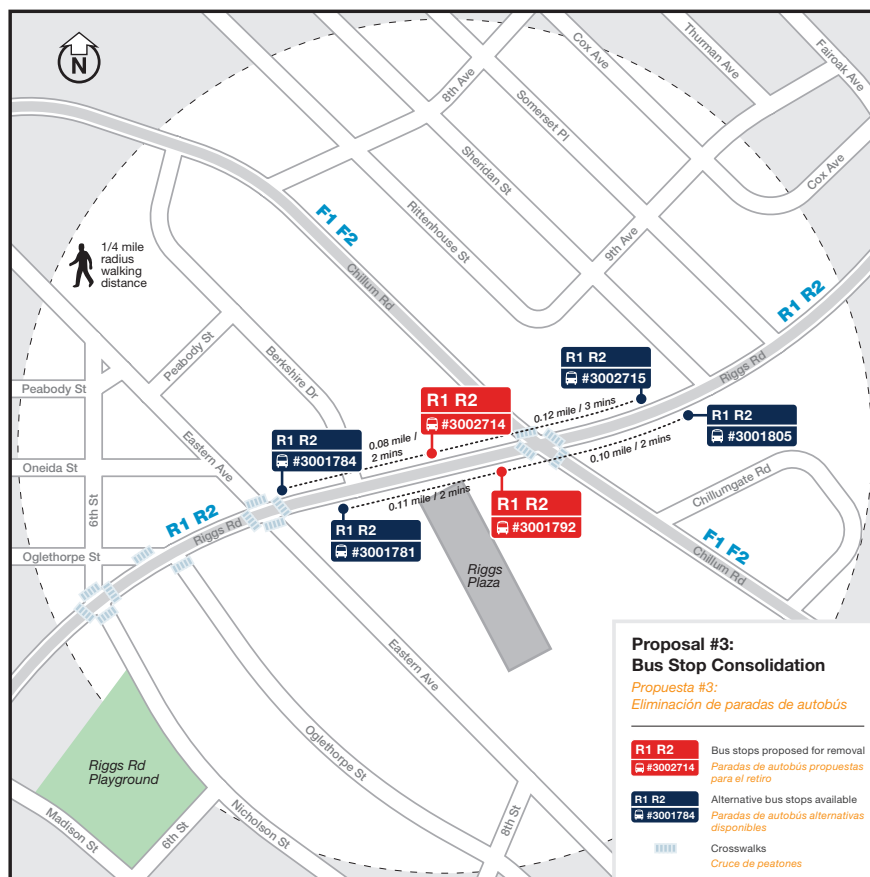 N
1/4 mile
radius
walking
distance
8th Ave
Cox Ave
Thurman Ave
Fairoak Ave
Somerset Pl
Sheridan St
Rittenhouse St
9th Ave
Cox Ave
F1 F2
Chillum Rd
R1 R2
Riggs Rd
Peabody St
Berkshire Dr
Peabody St
Eastern Ave
Oneida St
6th St
Oglethorpe St
R1 R2
Riggs Rd
R1 R2
#3002715
R1 R2
#3002714
0.12 mile / 3 mins
R1 R2
#3001805
0.08 mile /
2 mins
R1 R2
#3001784
0.10 mile / 2 mins
0.11 mile / 2 mins
R1 R2
#3001792
R1 R2
#3001781
Chillumgate Rd
F1 F2
Chillum Rd
Riggs
Plaza
Eastern Ave
Oglethorpe St
Riggs Rd
Playground
Madison St
6th St
Nicholson St
8th St
Proposal #3:
Bus Stop Consolidation
Propuesta #3:
Eliminación de paradas de autobús
R1 R2
#3002714
Bus stops proposed for removal
Paradas de autobús propuestas
para el retiro
R1 R2
#3001784
Alternative bus stops available
Paradas de autobús alternativas
disponibles
Crosswalks
Cruce de peatones